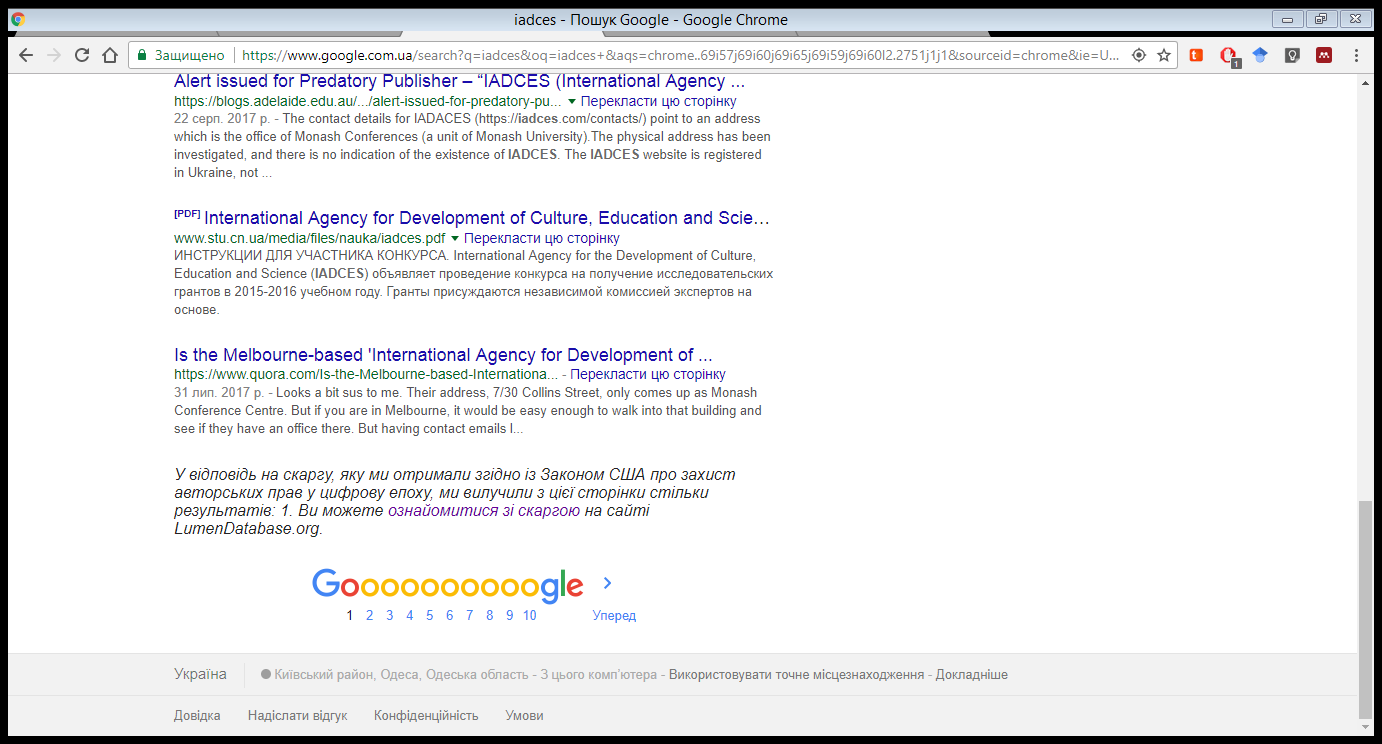 iadces - Пошук Google - Google Chrome
Защищено https://www.google.com.ua/search?q=iadces&oq=iadces+&aqs=chrome..69i57j69i60j69i65j69i59j69i60l2.2751j1j1&sourceid=chrome&ie=U...
1
Alert issued for Predatory Publisher – “IADCES (International Agency ...
https://blogs.adelaide.edu.au/.../alert-issued-for-predatory-pu... Перекласти цю сторінку
22 серп. 2017 р. - The contact details for IADACES (https://iadces.com/contacts/) point to an address
which is the office of Monash Conferences (a unit of Monash University).The physical address has been
investigated, and there is no indication of the existence of IADCES. The IADCES website is registered
in Ukraine, not ...
[PDF] International Agency for Development of Culture, Education and Scie…
www.stu.cn.ua/media/files/nauka/iadces.pdf Перекласти цю сторінку
ИНСТРУКЦИИ ДЛЯ УЧАСТНИКА КОНКУРСА. International Agency for the Development of Culture,
Education and Science (IADCES) объявляет проведение конкурса на получение исследовательских
грантов в 2015-2016 учебном году. Гранты присуждаются независимой комиссией экспертов на
основе.
Is the Melbourne-based 'International Agency for Development of ...
https://www.quora.com/Is-the-Melbourne-based-Internationa... - Перекласти цю сторінку
31 лип. 2017 р. - Looks a bit sus to me. Their address, 7/30 Collins Street, only comes up as Monash
Conference Centre. But if you are in Melbourne, it would be easy enough to walk into that building and
see if they have an office there. But having contact emails l...
У відповідь на скаргу, яку ми отримали згідно із Законом США про захист
авторських прав у цифрову епоху, ми вилучили з цієї сторінки стільки
результатів: 1. Ви можете ознайомитися зі скаргою на сайті
LumenDatabase.org.
Goooooooooogle
1 2 3 4 5 6 7 8 9 10 Уперед
Україна Київський район, Одеса, Одеська область - З цього комп'ютера - Використовувати точне місцезнаходження - Докладніше
Довідка Надіслати відгук Конфіденційність Умови